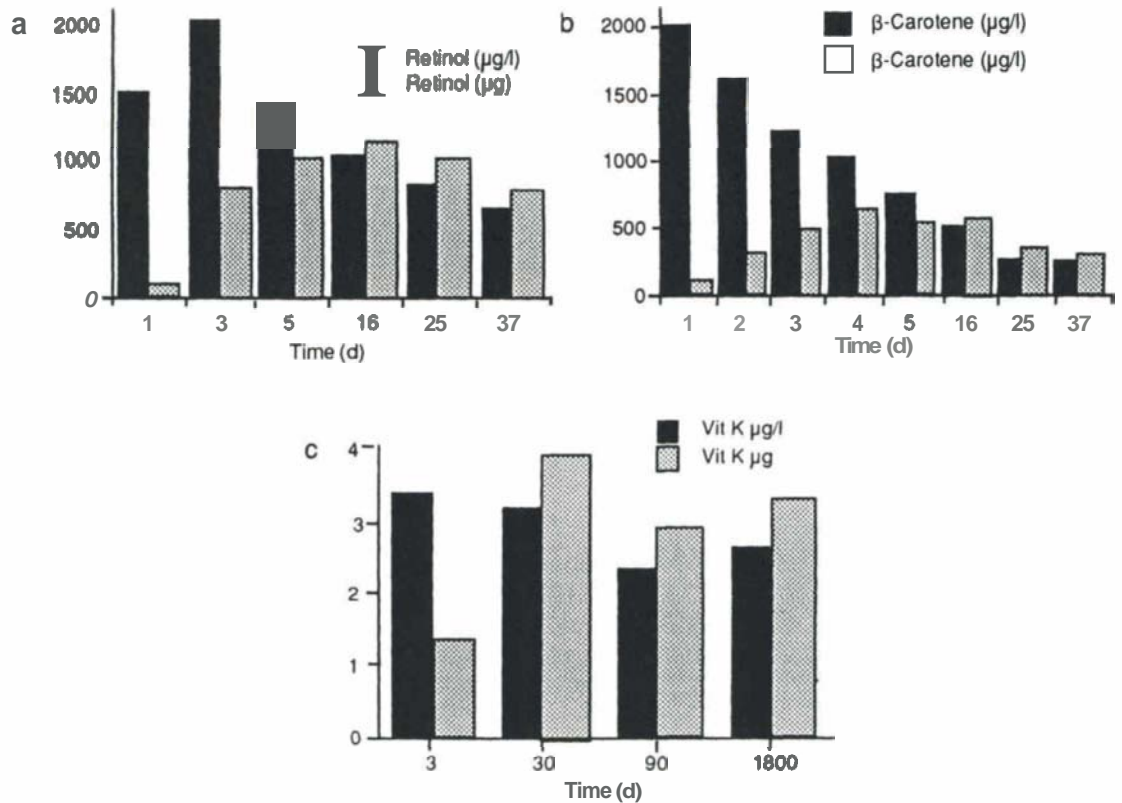 a
2000
1500
1000
500
0
Retinol (µg/l)
Retinol (µg)
1 3 5 16 25 37
Time (d)
b
2000
1500
1000
500
0
β-Carotene (µg/l)
β-Carotene (µg/l)
1 2 3 4 5 16 25 37
Time (d)
c
4
3
2
1
0
Vit K µg/l
Vit K µg
3 30 90 1800
Time (d)